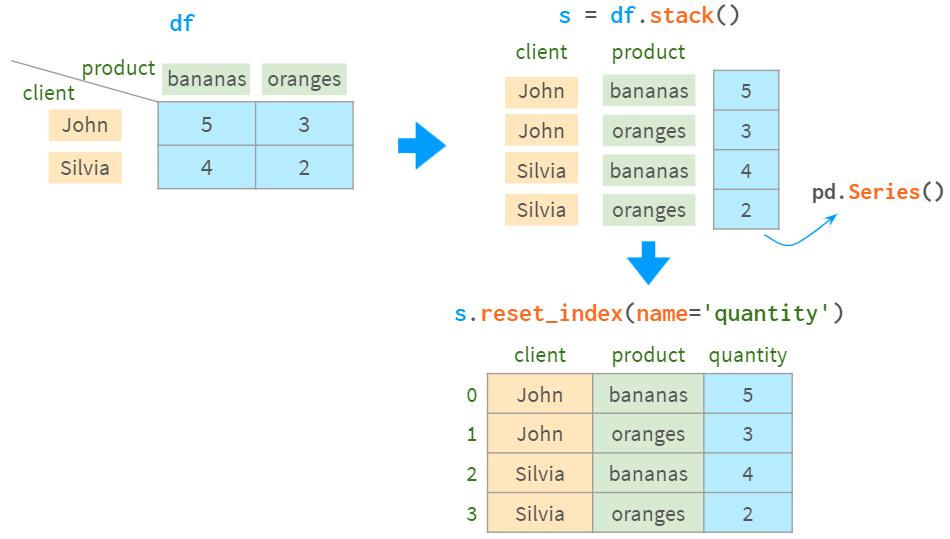 df
product bananas oranges
client
John 5 3
Silvia 4 2
s = df.stack()
client product
John bananas 5
John oranges 3
Silvia bananas 4
Silvia oranges 2
pd.Series()
s.reset_index(name='quantity')
client product quantity
0 John bananas 5
1 John oranges 3
2 Silvia bananas 4
3 Silvia oranges 2